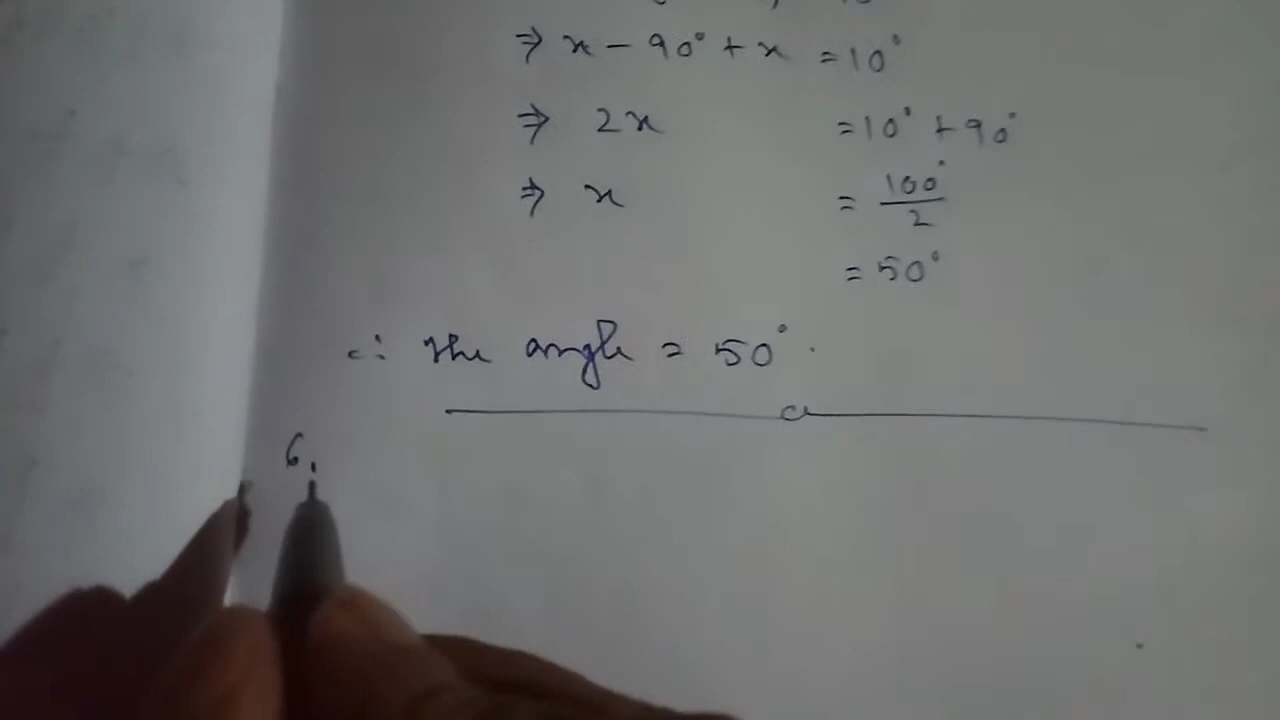 ⇒ x - 90° + x = 10°
⇒ 2x = 10° + 90°
⇒ x = 100°/2
= 50°
∴ The angle = 50°.
6.